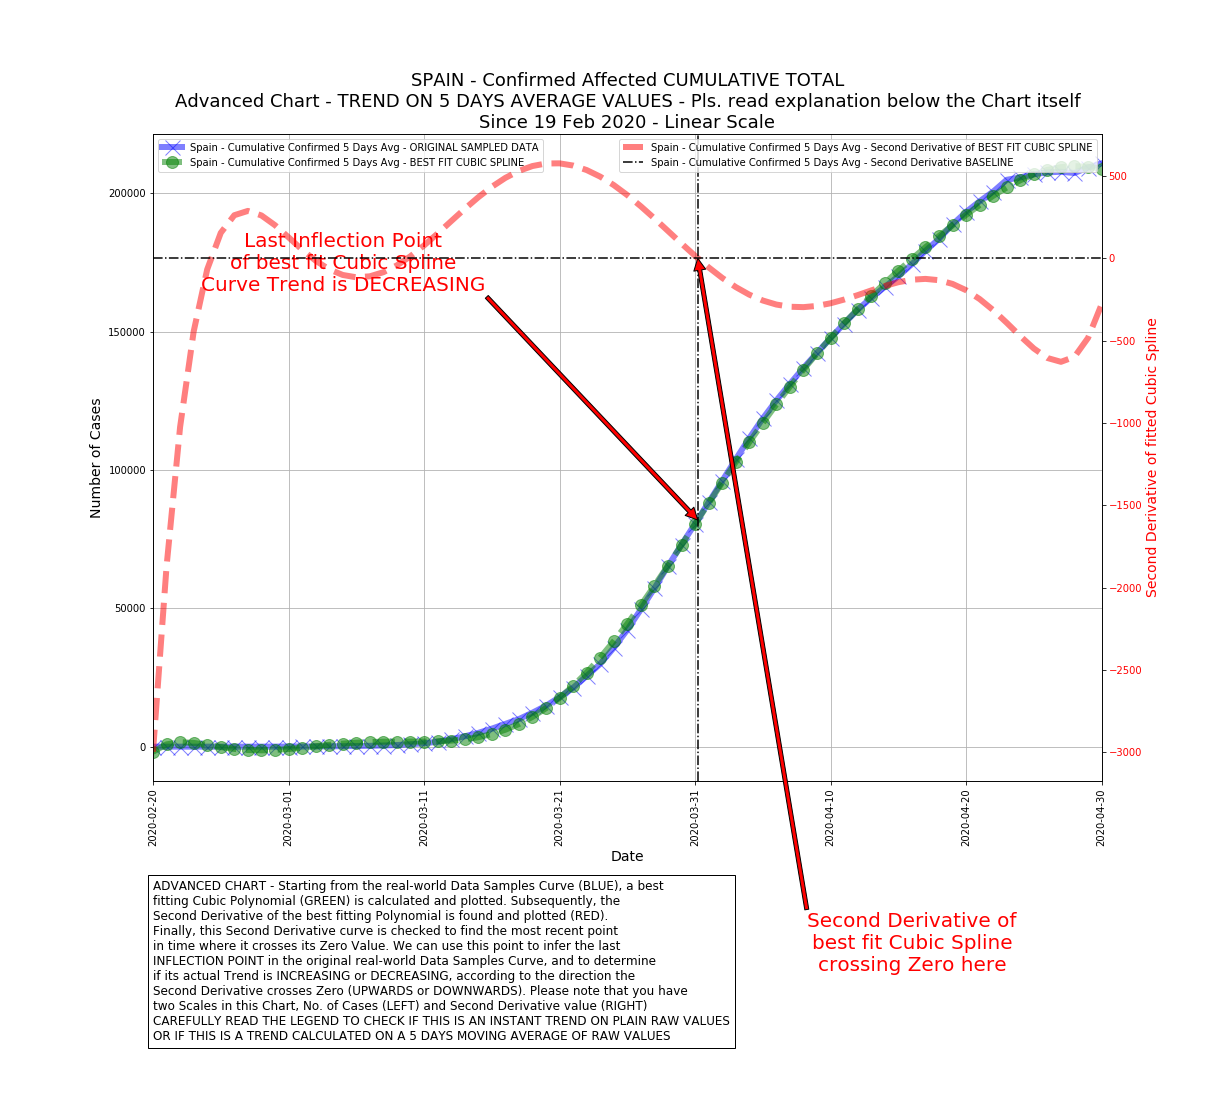 SPAIN - Confirmed Affected CUMULATIVE TOTAL
Advanced Chart - TREND ON 5 DAYS AVERAGE VALUES - Pls. read explanation below the Chart itself
Since 19 Feb 2020 - Linear Scale
Spain - Cumulative Confirmed 5 Days Avg - ORIGINAL SAMPLED DATA
Spain - Cumulative Confirmed 5 Days Avg - BEST FIT CUBIC SPLINE
Spain - Cumulative Confirmed 5 Days Avg - Second Derivative of BEST FIT CUBIC SPLINE
Spain - Cumulative Confirmed 5 Days Avg - Second Derivative BASELINE
Last Inflection Point
of best fit Cubic Spline
Curve Trend is DECREASING
Number of Cases
200000
150000
100000
50000
0
500
0
−500
−1000
−1500
−2000
−2500
−3000
Second Derivative of fitted Cubic Spline
2020-02-20
2020-03-01
2020-03-11
2020-03-21
2020-03-31
2020-04-10
2020-04-20
2020-04-30
Date
Second Derivative of
best fit Cubic Spline
crossing Zero here
ADVANCED CHART - Starting from the real-world Data Samples Curve (BLUE), a best
fitting Cubic Polynomial (GREEN) is calculated and plotted. Subsequently, the
Second Derivative of the best fitting Polynomial is found and plotted (RED).
Finally, this Second Derivative curve is checked to find the most recent point
in time where it crosses its Zero Value. We can use this point to infer the last
INFLECTION POINT in the original real-world Data Samples Curve, and to determine
if its actual Trend is INCREASING or DECREASING, according to the direction the
Second Derivative crosses Zero (UPWARDS or DOWNWARDS). Please note that you have
two Scales in this Chart, No. of Cases (LEFT) and Second Derivative value (RIGHT)
CAREFULLY READ THE LEGEND TO CHECK IF THIS IS AN INSTANT TREND ON PLAIN RAW VALUES
OR IF THIS IS A TREND CALCULATED ON A 5 DAYS MOVING AVERAGE OF RAW VALUES